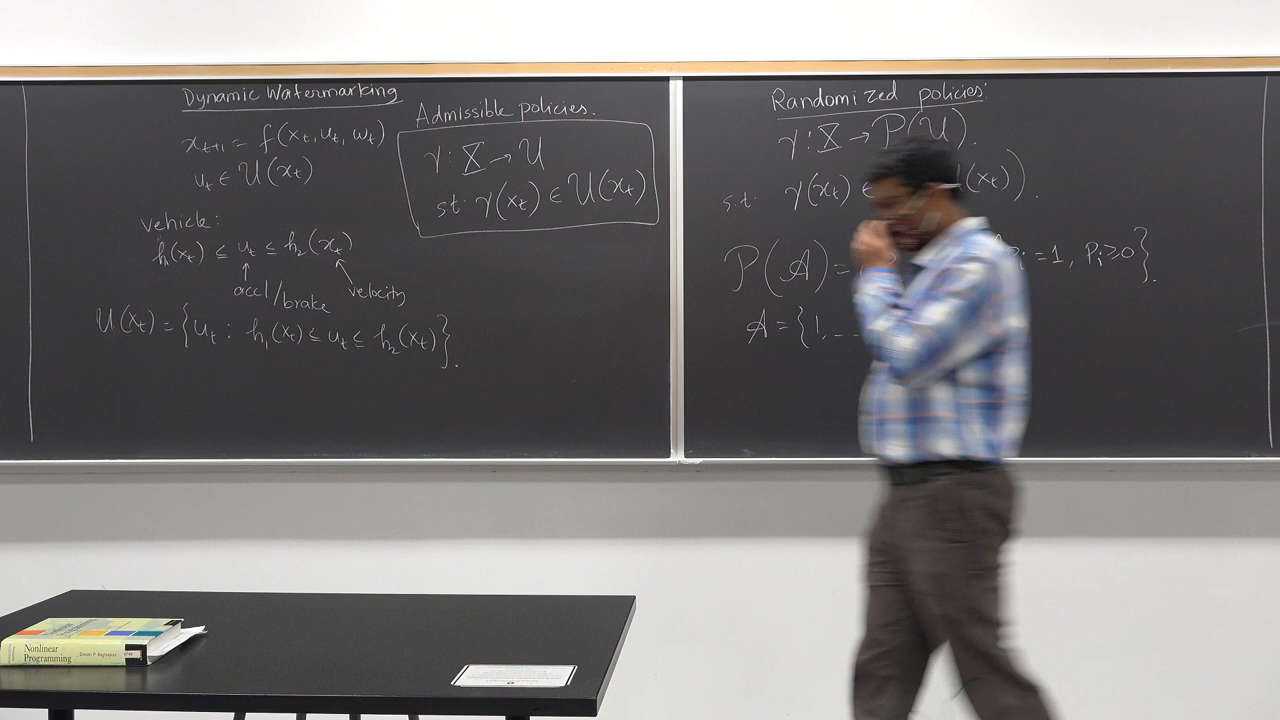 Dynamic Watermarking
x_{t+1} = f(x_t, u_t, w_t)
u_t ∈ U(x_t)
vehicle:
h_1(x_t) ≤ u_t ≤ h_2(x_t)
accl/brake velocity
U(x_t) = {u_t : h_1(x_t) ≤ u_t ≤ h_2(x_t)}.
Admissible policies.
γ : X → U
s.t. γ(x_t) ∈ U(x_t)
Randomized policies:
γ : X → P(U).
s.t. γ(x_t) ∈ (x_t)).
P(A) = { = 1, P_i ≥ 0}.
A = {1, --
Nonlinear
Programming
Dimitri P. Bertsekas